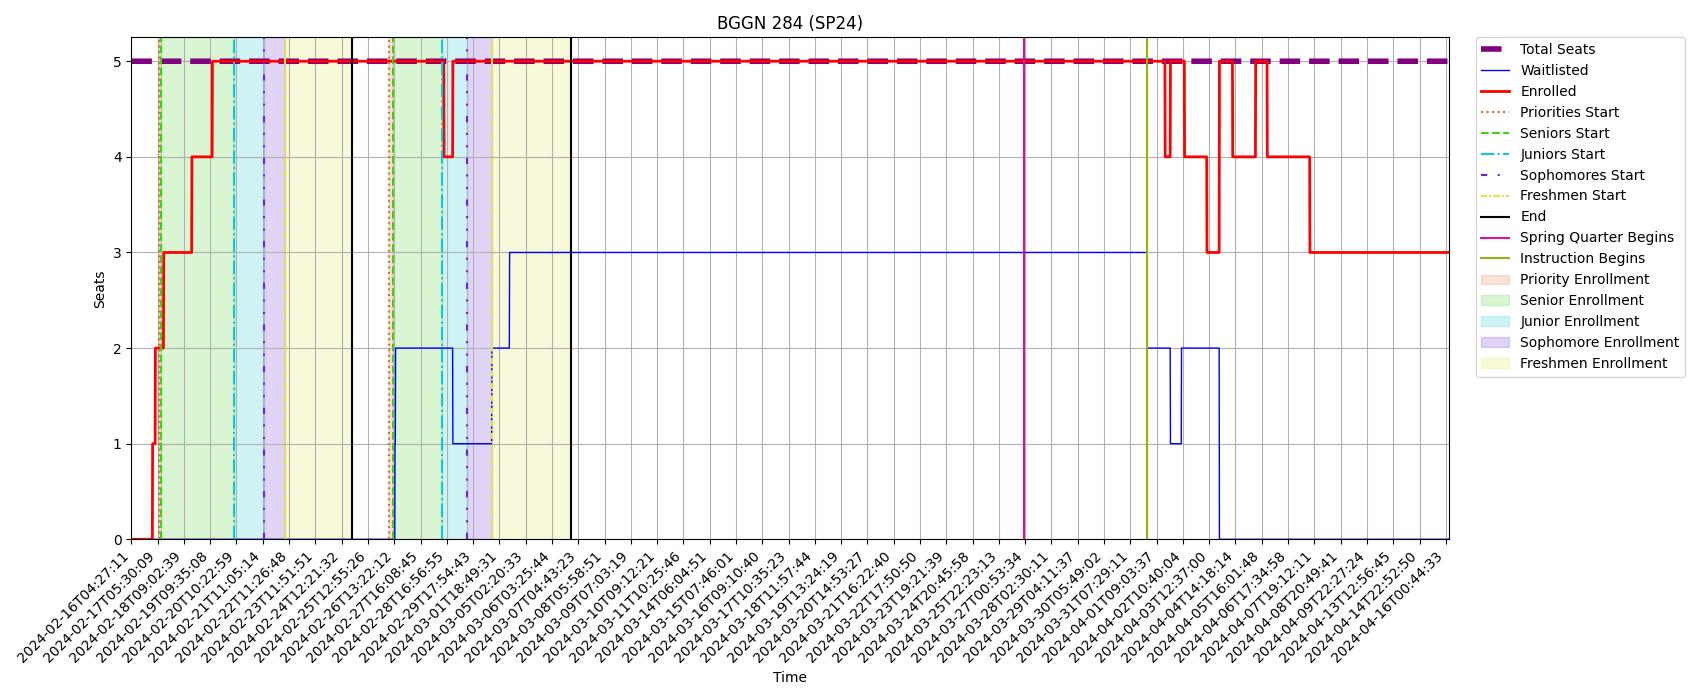 BGGN 284 (SP24)
Seats
5
4
3
2
1
0
2024-02-16T04:27:11
2024-02-17T05:30:09
2024-02-18T09:02:39
2024-02-19T09:35:08
2024-02-20T10:22:59
2024-02-21T11:05:14
2024-02-22T11:26:48
2024-02-23T11:51:51
2024-02-24T12:21:32
2024-02-25T12:55:26
2024-02-26T13:22:12
2024-02-27T16:08:45
2024-02-28T16:56:55
2024-02-29T17:54:43
2024-03-01T18:49:31
2024-03-05T02:20:33
2024-03-06T03:25:44
2024-03-07T04:43:23
2024-03-08T05:58:51
2024-03-09T07:03:19
2024-03-10T09:12:21
2024-03-11T10:25:46
2024-03-14T06:04:51
2024-03-15T07:46:01
2024-03-16T09:10:40
2024-03-17T10:35:23
2024-03-18T11:57:44
2024-03-19T13:24:19
2024-03-20T14:53:27
2024-03-21T16:22:40
2024-03-22T17:50:50
2024-03-23T19:21:39
2024-03-24T20:45:58
2024-03-25T22:23:13
2024-03-27T00:53:34
2024-03-28T02:30:11
2024-03-29T04:11:37
2024-03-30T05:49:02
2024-03-31T07:29:11
2024-04-01T09:03:37
2024-04-02T10:40:04
2024-04-03T12:37:00
2024-04-04T14:18:14
2024-04-05T16:01:48
2024-04-06T17:34:58
2024-04-07T19:12:11
2024-04-08T20:49:41
2024-04-09T22:27:24
2024-04-13T12:56:45
2024-04-14T22:52:50
2024-04-16T00:44:33
Time
Total Seats
Waitlisted
Enrolled
Priorities Start
Seniors Start
Juniors Start
Sophomores Start
Freshmen Start
End
Spring Quarter Begins
Instruction Begins
Priority Enrollment
Senior Enrollment
Junior Enrollment
Sophomore Enrollment
Freshmen Enrollment